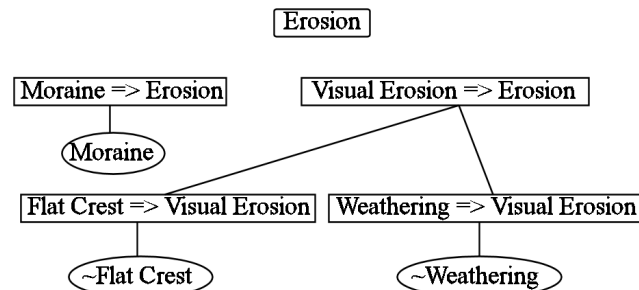 Erosion
Moraine => Erosion
Visual Erosion => Erosion
Moraine
Flat Crest => Visual Erosion
Weathering => Visual Erosion
~Flat Crest
~Weathering